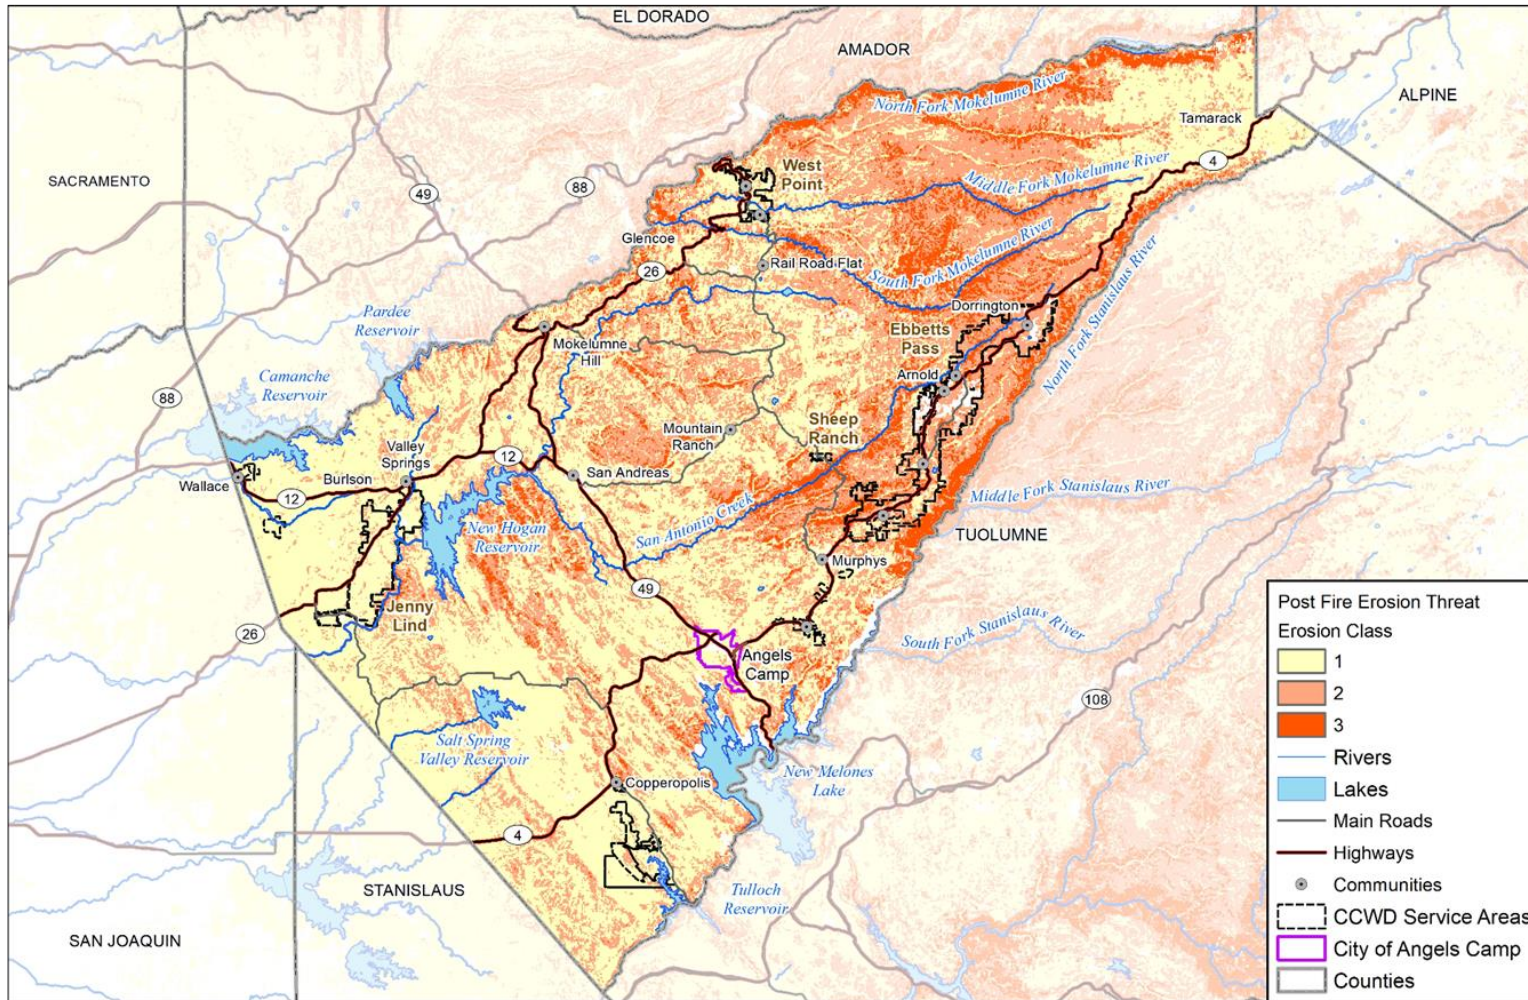 EL DORADO
AMADOR
ALPINE
North Fork Mokelumne River
Tamarack
4
West
Point
Middle Fork Mokelumne River
SACRAMENTO
49
88
Glencoe
26
Rail Road Flat
South Fork Mokelumne River
North Fork Stanislaus River
Pardee
Reservoir
Dorrington
Ebbetts
Pass
Mokelumne
Hill
Arnold
Camanche
Reservoir
88
Sheep
Ranch
Mountain
Ranch
Valley
Springs
12
San Andreas
Wallace
12
Burlson
New Hogan
Reservoir
San Antonio Creek
Middle Fork Stanislaus River
TUOLUMNE
Murphys
49
Jenny
Lind
26
South Fork Stanislaus River
Angels
Camp
108
Salt Spring
Valley Reservoir
New Melones
Lake
Copperopolis
4
STANISLAUS
Tulloch
Reservoir
SAN JOAQUIN
Post Fire Erosion Threat
Erosion Class
1
2
3
Rivers
Lakes
Main Roads
Highways
Communities
CCWD Service Areas
City of Angels Camp
Counties